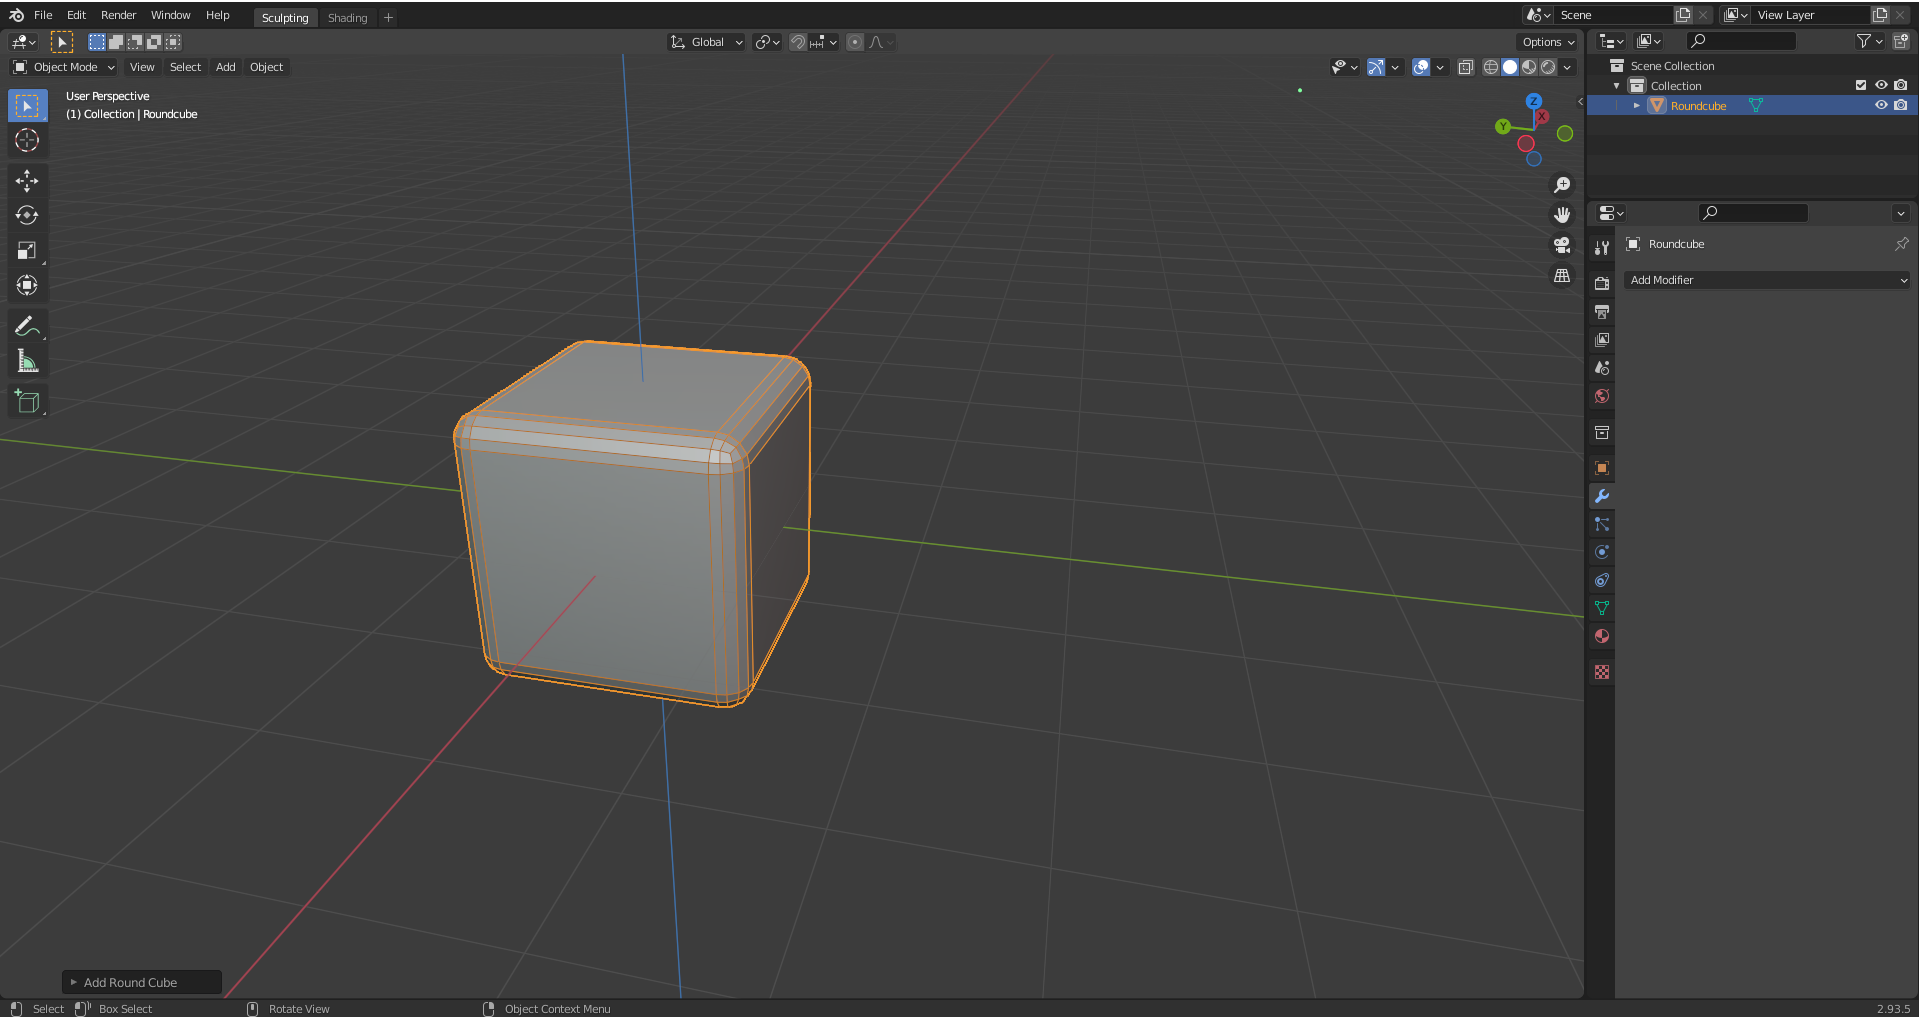 File Edit Render Window Help Sculpting Shading + Scene View Layer
Global Options
Object Mode View Select Add Object
User Perspective
(1) Collection | Roundcube
Z
X
Y
Scene Collection
Collection
Roundcube
Roundcube
Add Modifier
Add Round Cube
Select Box Select Rotate View Object Context Menu 2.93.5